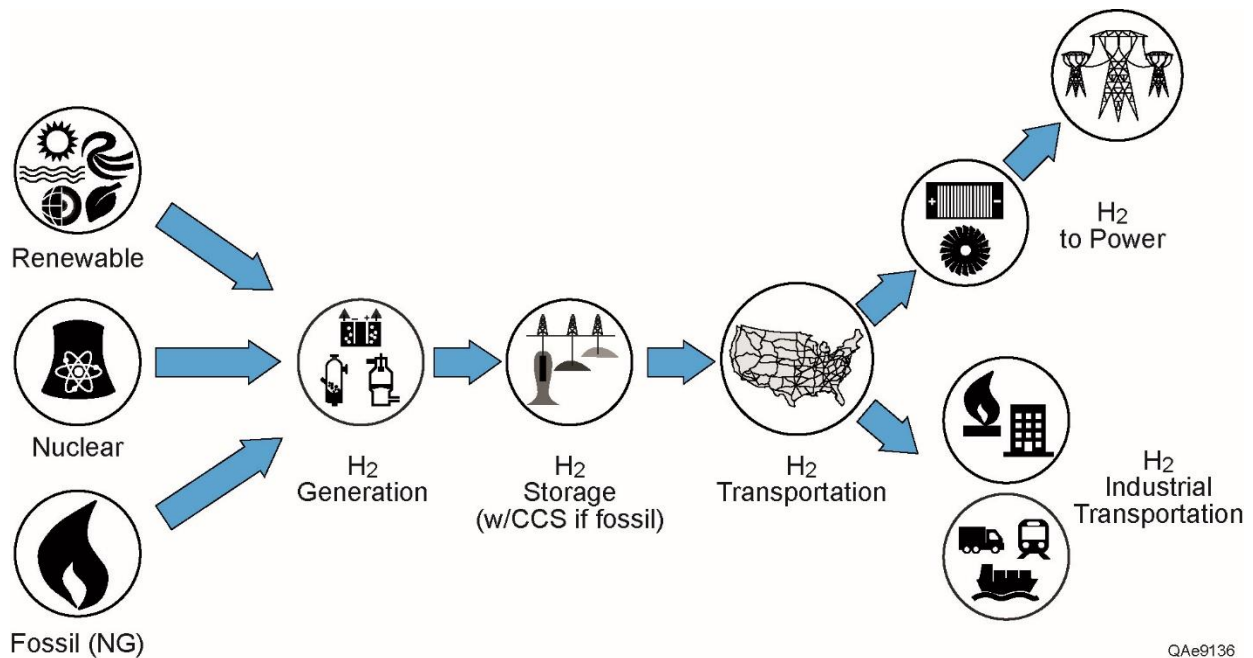 Renewable
Nuclear
Fossil (NG)
H2
Generation
H2
Storage
(w/CCS if fossil)
H2
Transportation
+
–
H2
to Power
H2
Industrial
Transportation
– +
QAe9136